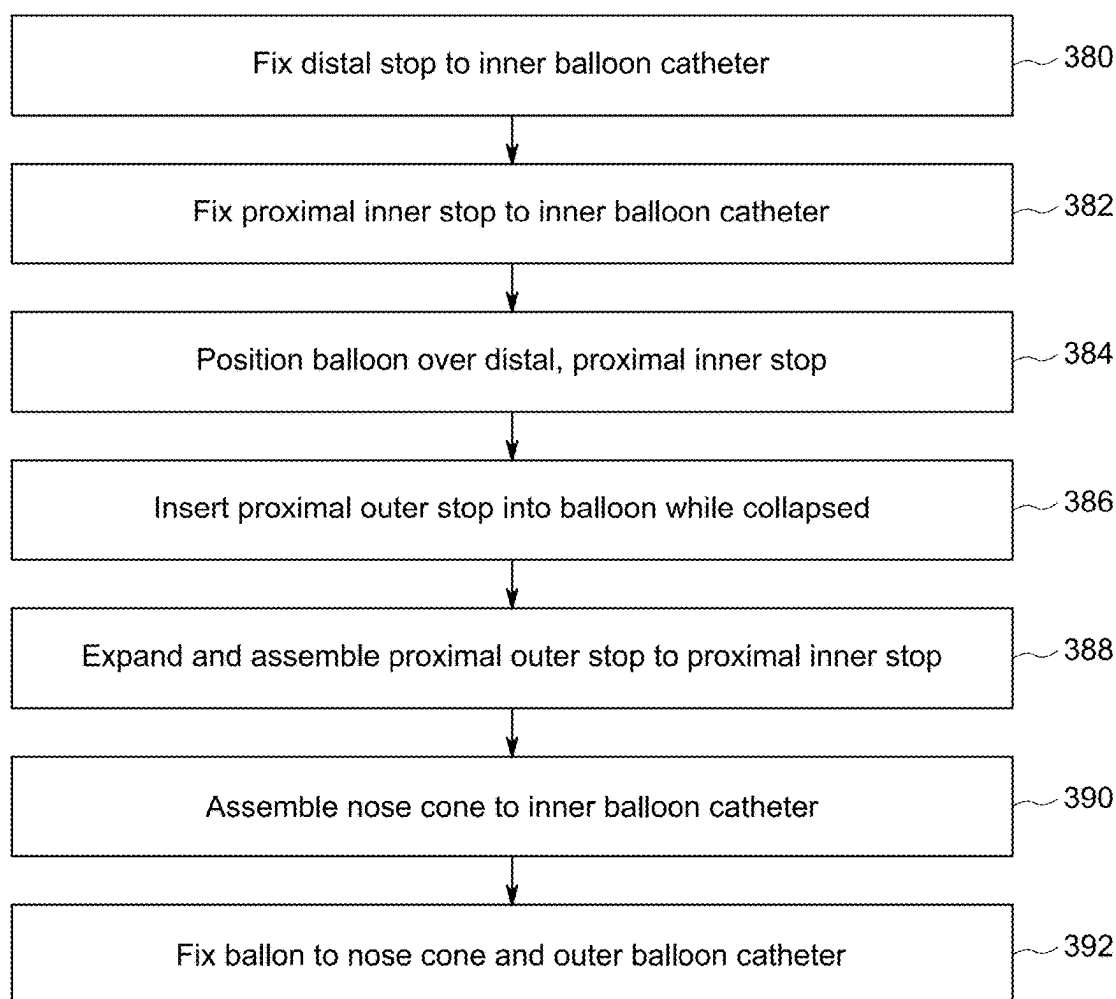 Fix distal stop to inner balloon catheter 380
Fix proximal inner stop to inner balloon catheter 382
Position balloon over distal, proximal inner stop 384
Insert proximal outer stop into balloon while collapsed 386
Expand and assemble proximal outer stop to proximal inner stop 388
Assemble nose cone to inner balloon catheter 390
Fix ballon to nose cone and outer balloon catheter 392